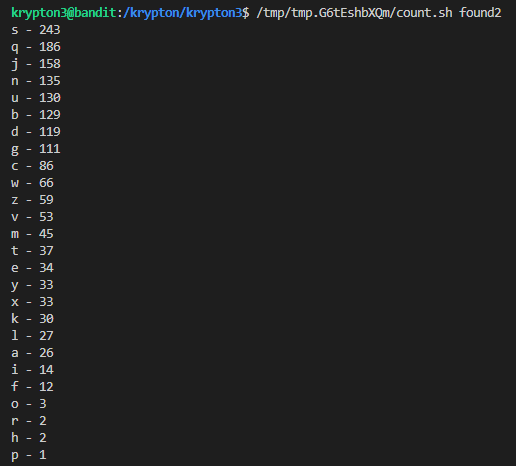 krypton3@bandit:/krypton/krypton3$ /tmp/tmp.G6tEshbXQm/count.sh found2
s - 243
q - 186
j - 158
n - 135
u - 130
b - 129
d - 119
g - 111
c - 86
w - 66
z - 59
v - 53
m - 45
t - 37
e - 34
y - 33
x - 33
k - 30
l - 27
a - 26
i - 14
f - 12
o - 3
r - 2
h - 2
p - 1